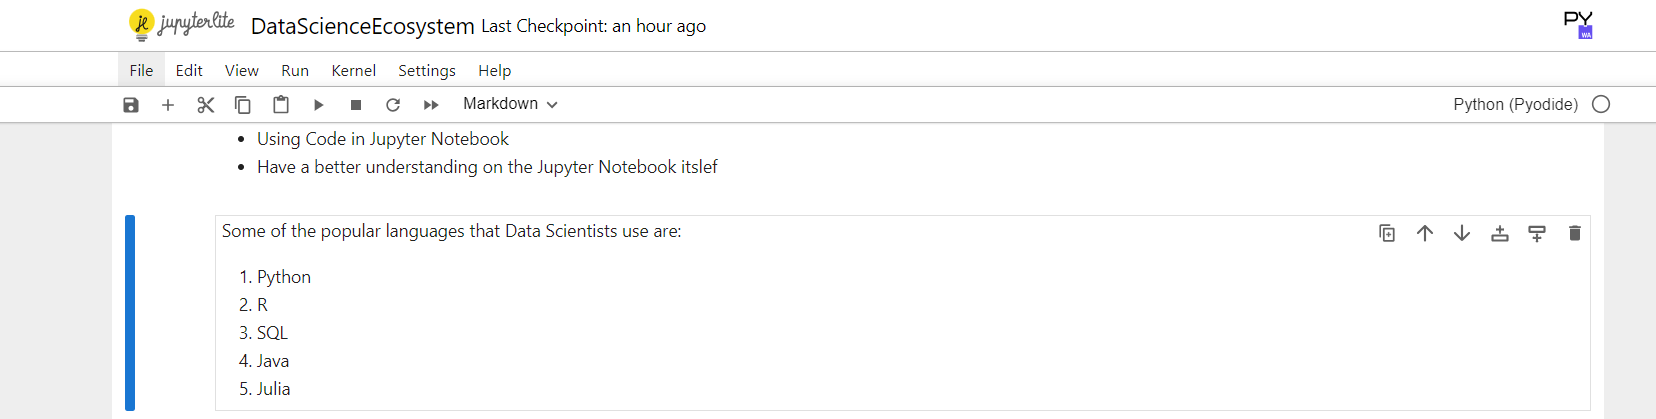 jupyterlite DataScienceEcosystem Last Checkpoint: an hour ago PY WA
File Edit View Run Kernel Settings Help
Markdown Python (Pyodide)
• Using Code in Jupyter Notebook
• Have a better understanding on the Jupyter Notebook itslef
Some of the popular languages that Data Scientists use are:
1. Python
2. R
3. SQL
4. Java
5. Julia